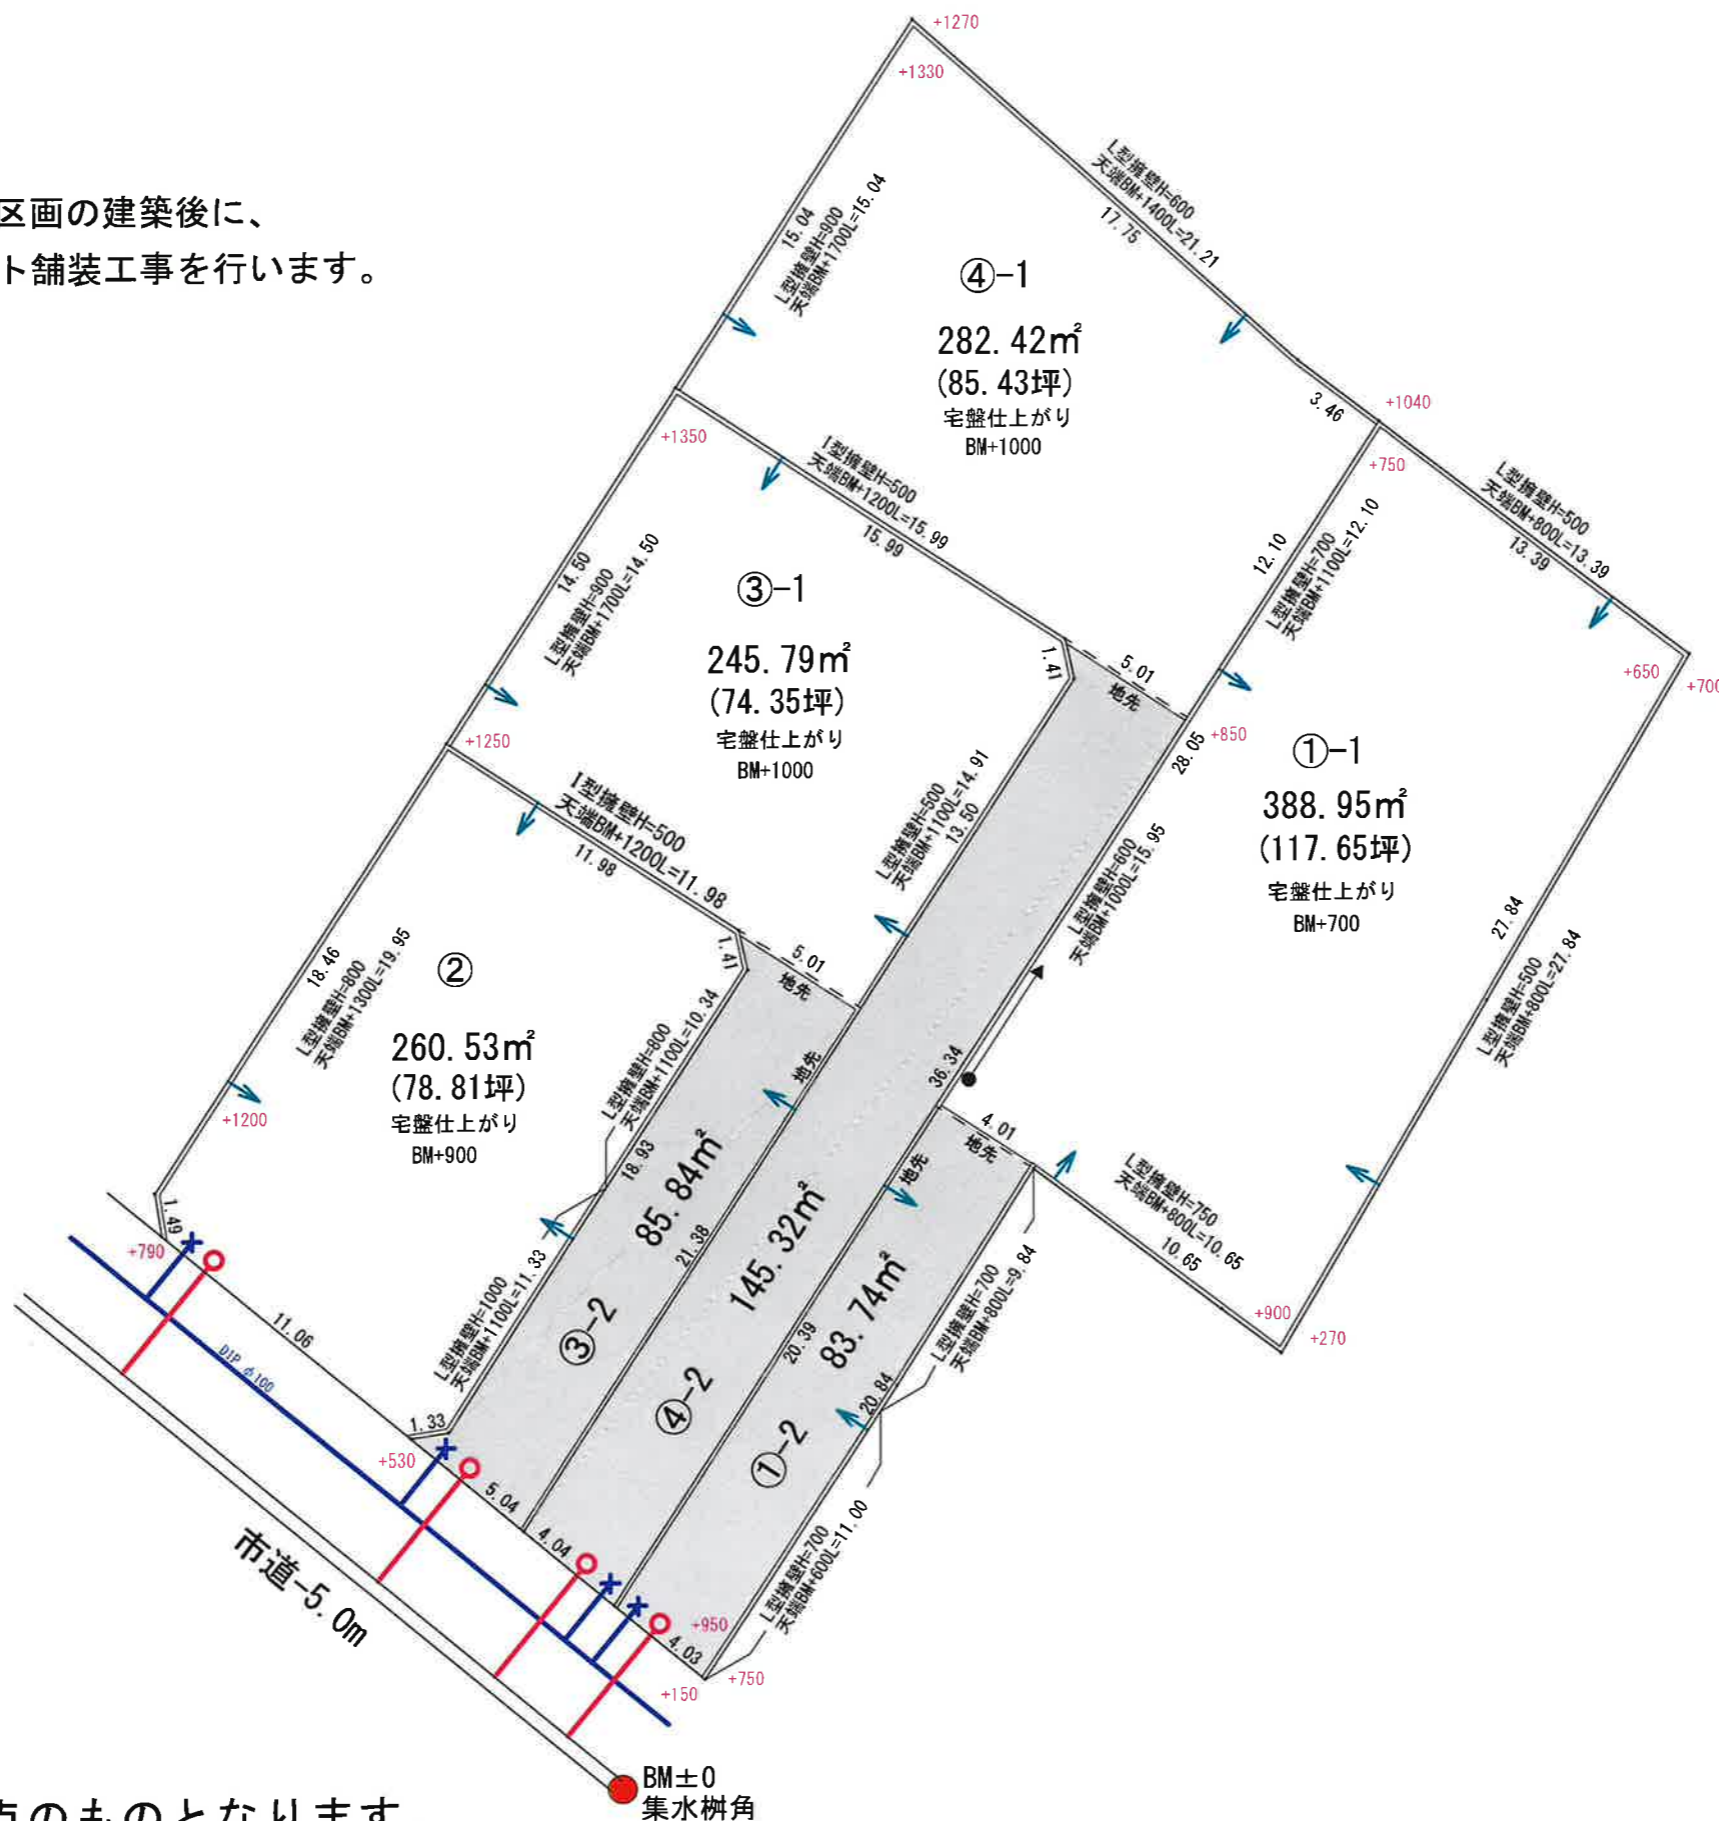 区画の建築後に、
ト舗装工事を行います。
+1270
+1330
15.04
L型擁壁H=900
天端BM+1700L=15.04
L型擁壁H=600
天端BM+1400L=21.21
17.75
3.46
④-1
282.42㎡
(85.43坪)
宅盤仕上がり
BM+1000
+1040
+750
+1350
I型擁壁H=500
天端BM+1200L=15.99
15.99
L型擁壁H=500
天端BM+800L=13.39
13.39
12.10
L型擁壁H=700
天端BM+1100L=12.10
+650
+700
14.50
L型擁壁H=900
天端BM+1700L=14.50
③-1
245.79㎡
(74.35坪)
宅盤仕上がり
BM+1000
1.41
5.01
地先
28.05
+850
①-1
388.95㎡
(117.65坪)
宅盤仕上がり
BM+700
+1250
I型擁壁H=500
天端BM+1200L=11.98
11.98
L型擁壁H=500
天端BM+1100L=14.91
13.50
L型擁壁H=600
天端BM+1000L=15.95
27.84
L型擁壁H=500
天端BM+800L=27.84
18.46
L型擁壁H=800
天端BM+1300L=19.95
②
260.53㎡
(78.81坪)
宅盤仕上がり
BM+900
1.41
5.01
地先
L型擁壁H=800
天端BM+1100L=10.34
地先
36.34
4.01
地先
地先
+1200
18.93
85.84㎡
21.38
145.32㎡
83.74㎡
L型擁壁H=750
天端BM+800L=10.65
10.65
+900
+270
1.49
+790
11.06
DIP φ100
L型擁壁H=1000
天端BM+1100L=11.33
③-2
④-2
20.39
①-2
20.84
L型擁壁H=700
天端BM+800L=9.84
1.33
+530
5.04
4.04
4.03
L型擁壁H=700
天端BM+600L=11.00
+950
+750
+150
市道-5.0m
BM±0
集水桝角
点のものとなります